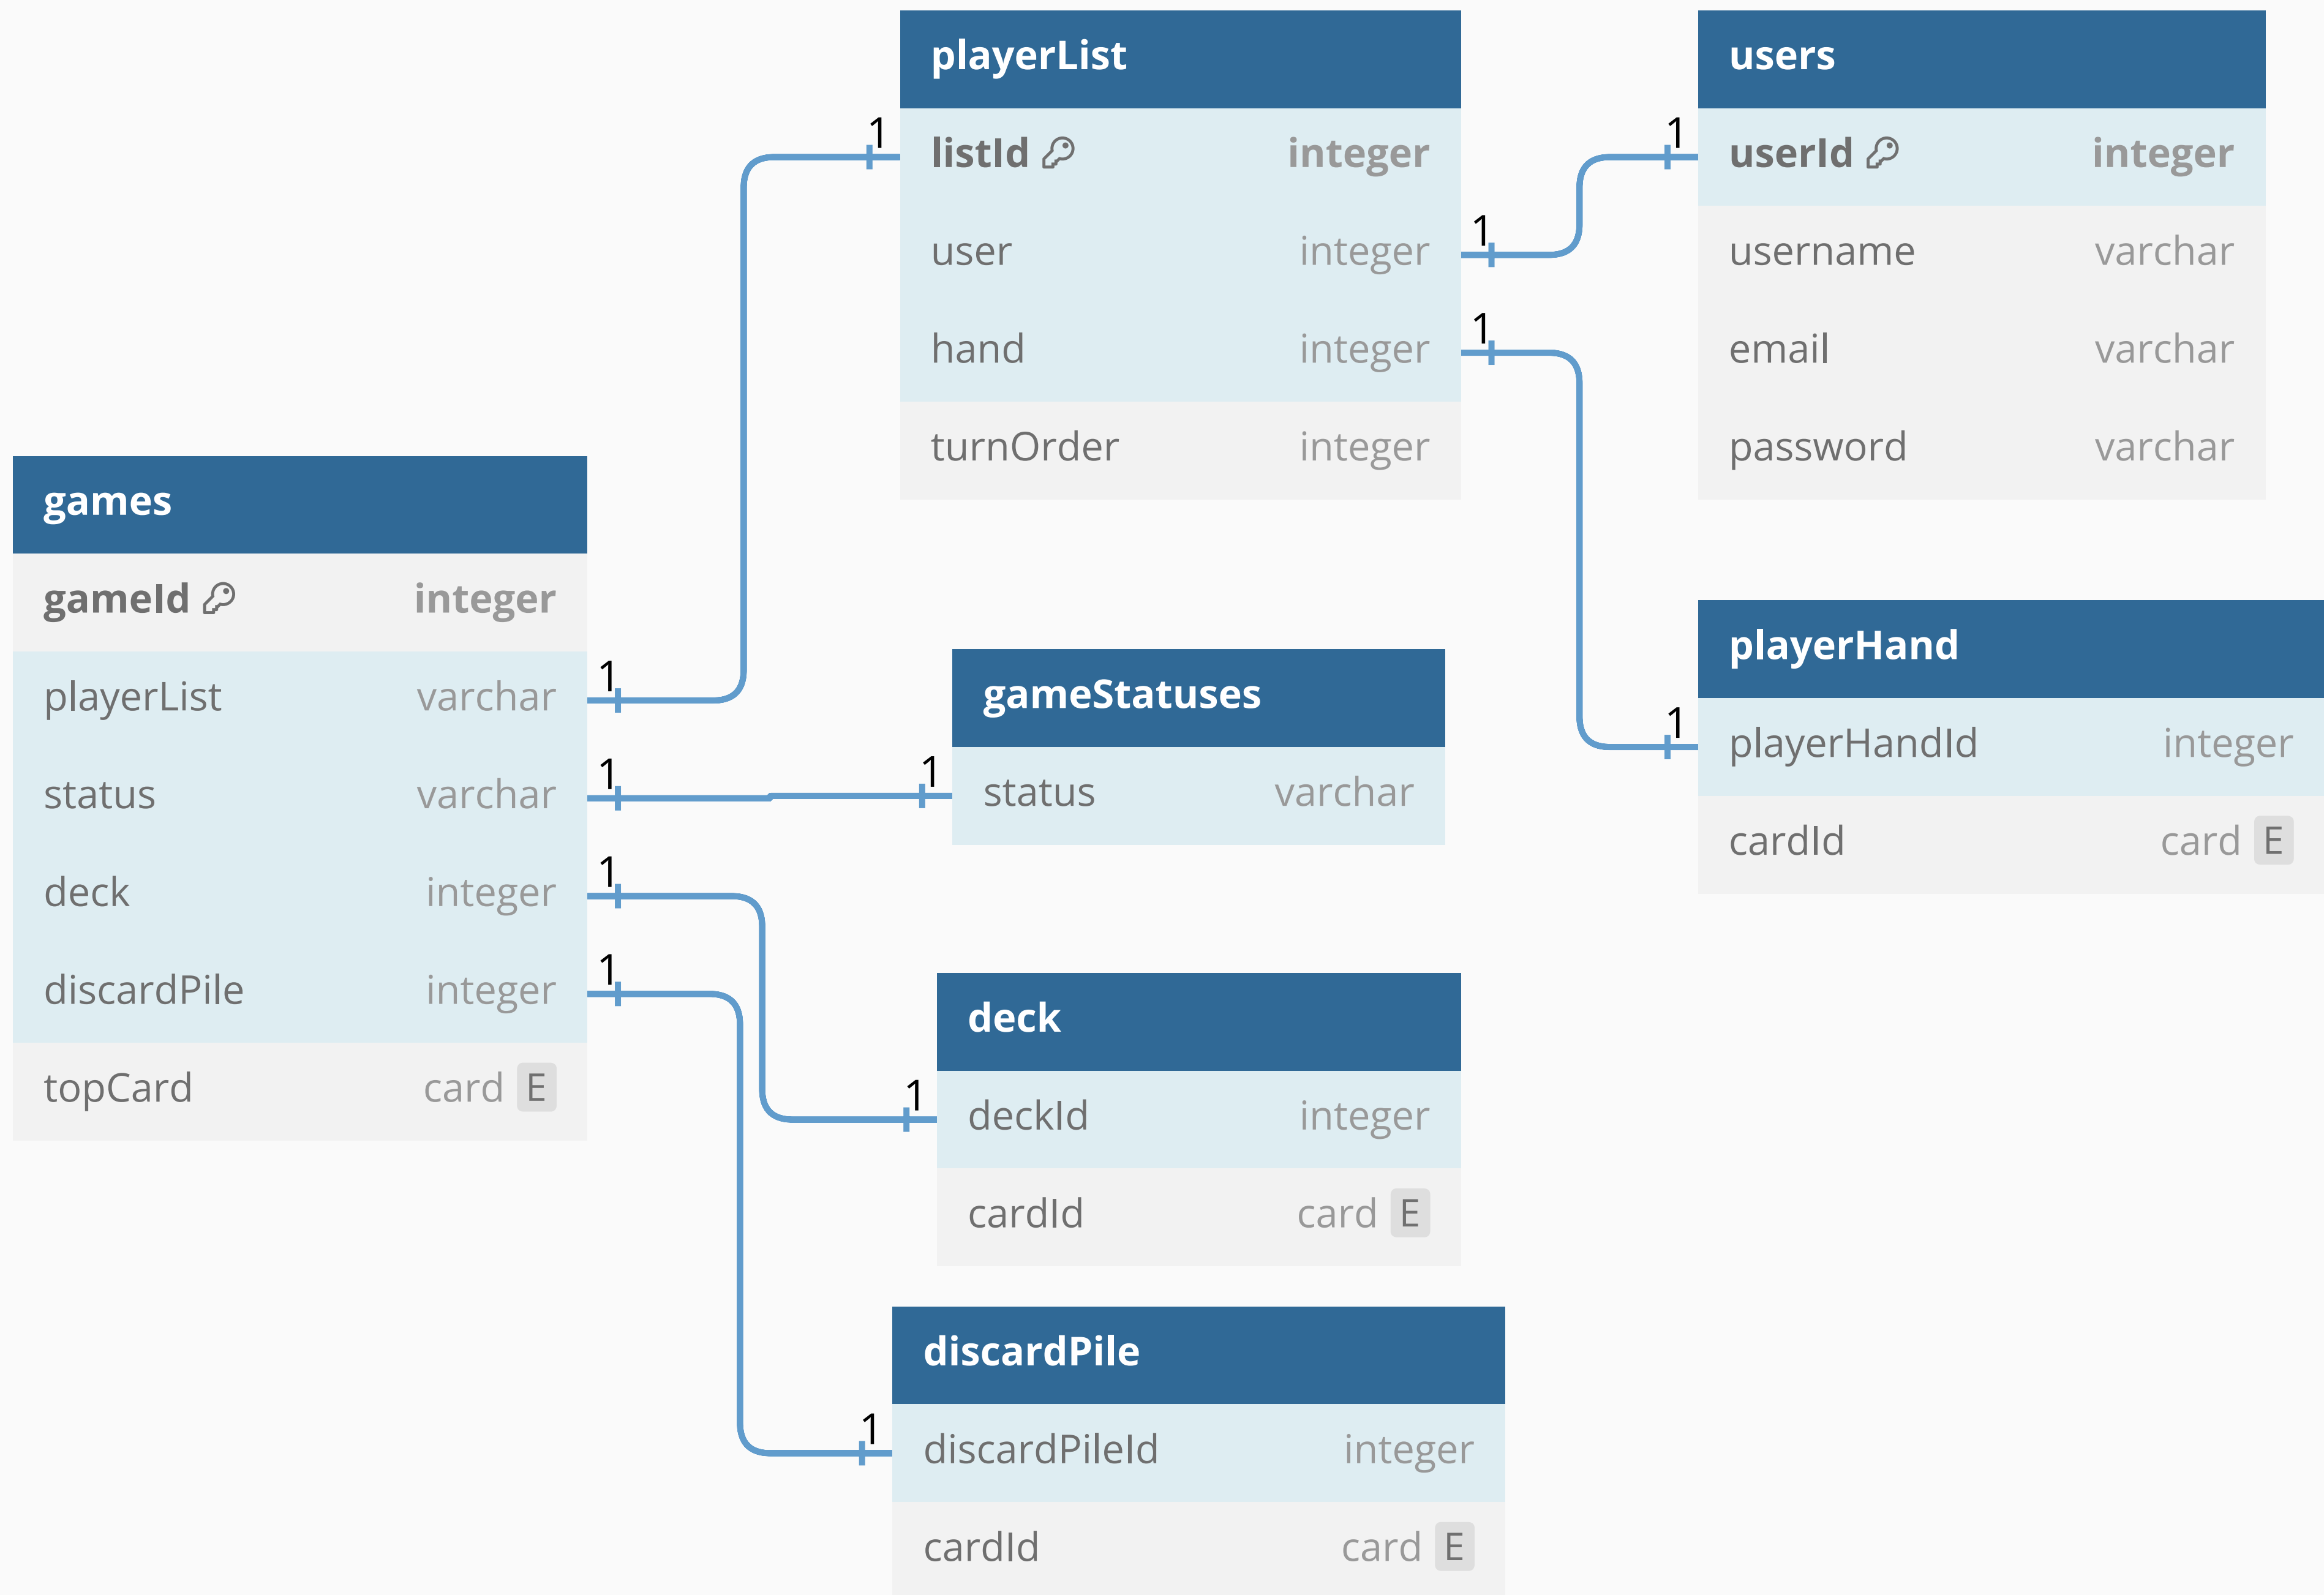 playerList
listId integer
user integer
hand integer
turnOrder integer
users
userId integer
username varchar
email varchar
password varchar
games
gameId integer
playerList varchar
status varchar
deck integer
discardPile integer
topCard card E
gameStatuses
status varchar
playerHand
playerHandId integer
cardId card E
deck
deckId integer
cardId card E
discardPile
discardPileId integer
cardId card E
1
1
1
1
1
1
1
1
1
1
1
1